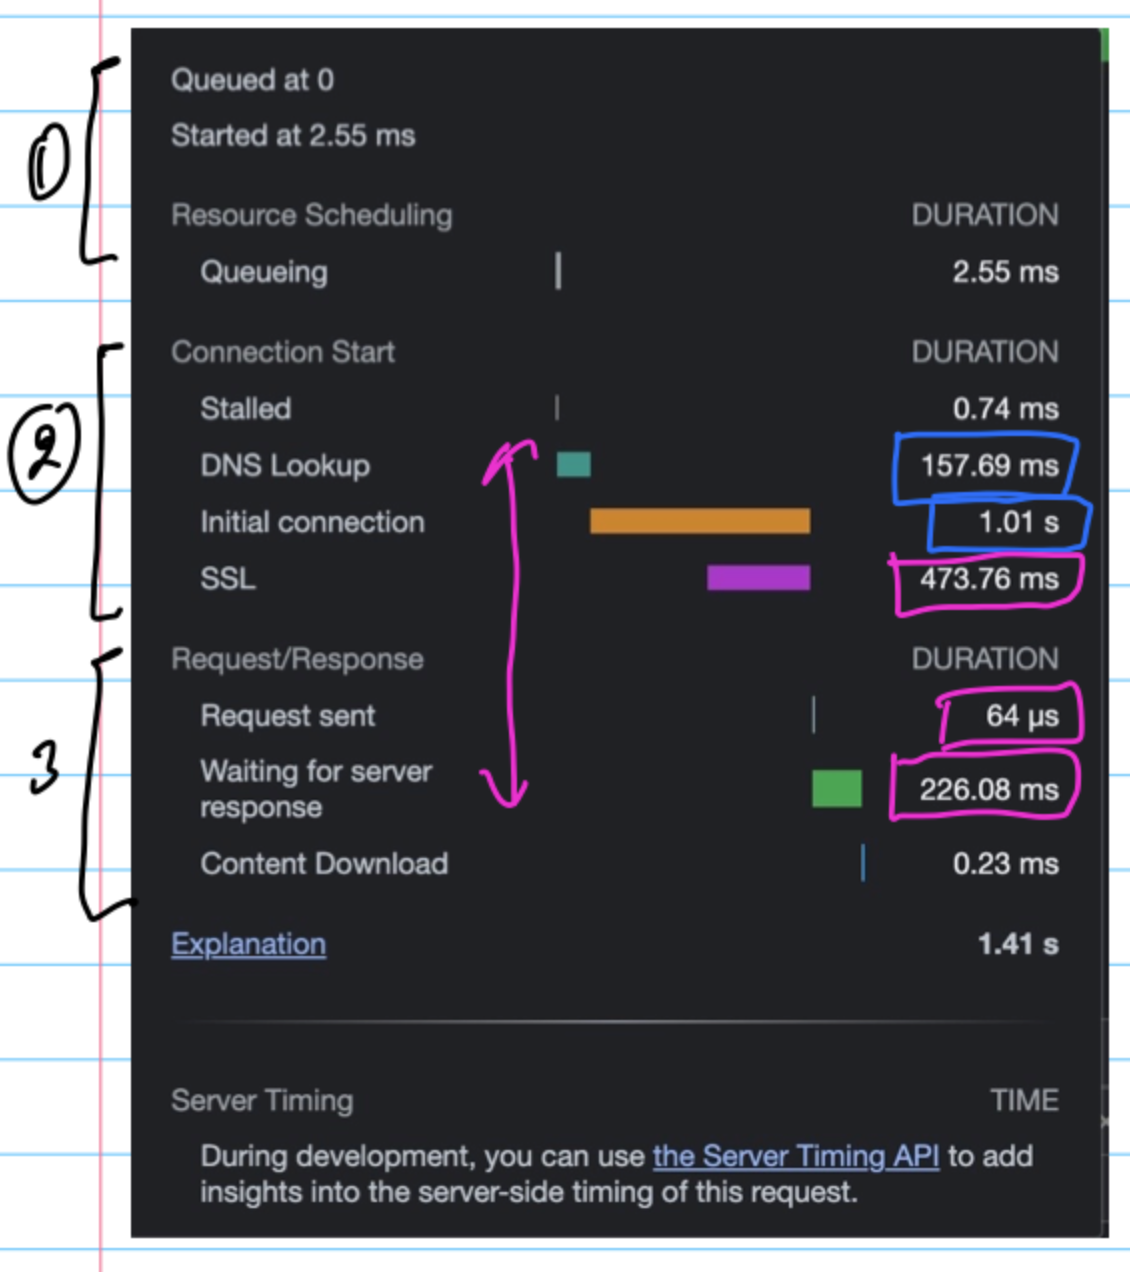 ①
Queued at 0
Started at 2.55 ms
Resource Scheduling DURATION
Queueing 2.55 ms
②
Connection Start DURATION
Stalled 0.74 ms
DNS Lookup 157.69 ms
Initial connection 1.01 s
SSL 473.76 ms
3
Request/Response DURATION
Request sent 64 μs
Waiting for server
response 226.08 ms
Content Download 0.23 ms
Explanation 1.41 s
Server Timing TIME
During development, you can use the Server Timing API to add
insights into the server-side timing of this request.